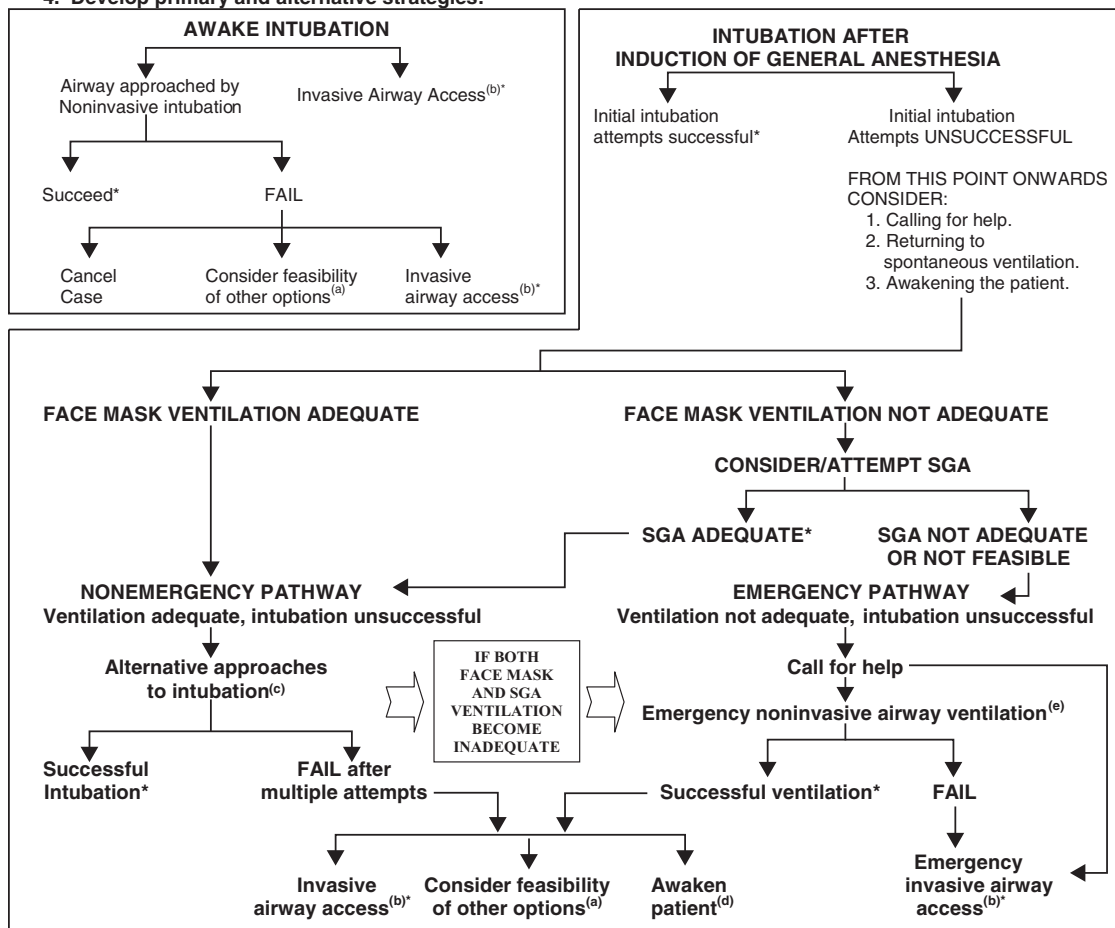 4. Develop primary and alternative strategies:
AWAKE INTUBATION
Airway approached by
Noninvasive intubation
Invasive Airway Access(b)*
Succeed*
FAIL
Cancel
Case
Consider feasibility
of other options(a)
Invasive
airway access(b)*
INTUBATION AFTER
INDUCTION OF GENERAL ANESTHESIA
Initial intubation
attempts successful*
Initial intubation
Attempts UNSUCCESSFUL
FROM THIS POINT ONWARDS
CONSIDER:
1. Calling for help.
2. Returning to
spontaneous ventilation.
3. Awakening the patient.
FACE MASK VENTILATION ADEQUATE
FACE MASK VENTILATION NOT ADEQUATE
CONSIDER/ATTEMPT SGA
SGA ADEQUATE*
SGA NOT ADEQUATE
OR NOT FEASIBLE
NONEMERGENCY PATHWAY
Ventilation adequate, intubation unsuccessful
EMERGENCY PATHWAY
Ventilation not adequate, intubation unsuccessful
Alternative approaches
to intubation(c)
IF BOTH
FACE MASK
AND SGA
VENTILATION
BECOME
INADEQUATE
Call for help
Emergency noninvasive airway ventilation(e)
Successful
Intubation*
FAIL after
multiple attempts
Successful ventilation*
FAIL
Invasive
airway access(b)*
Consider feasibility
of other options(a)
Awaken
patient(d)
Emergency
invasive airway
access(b)*